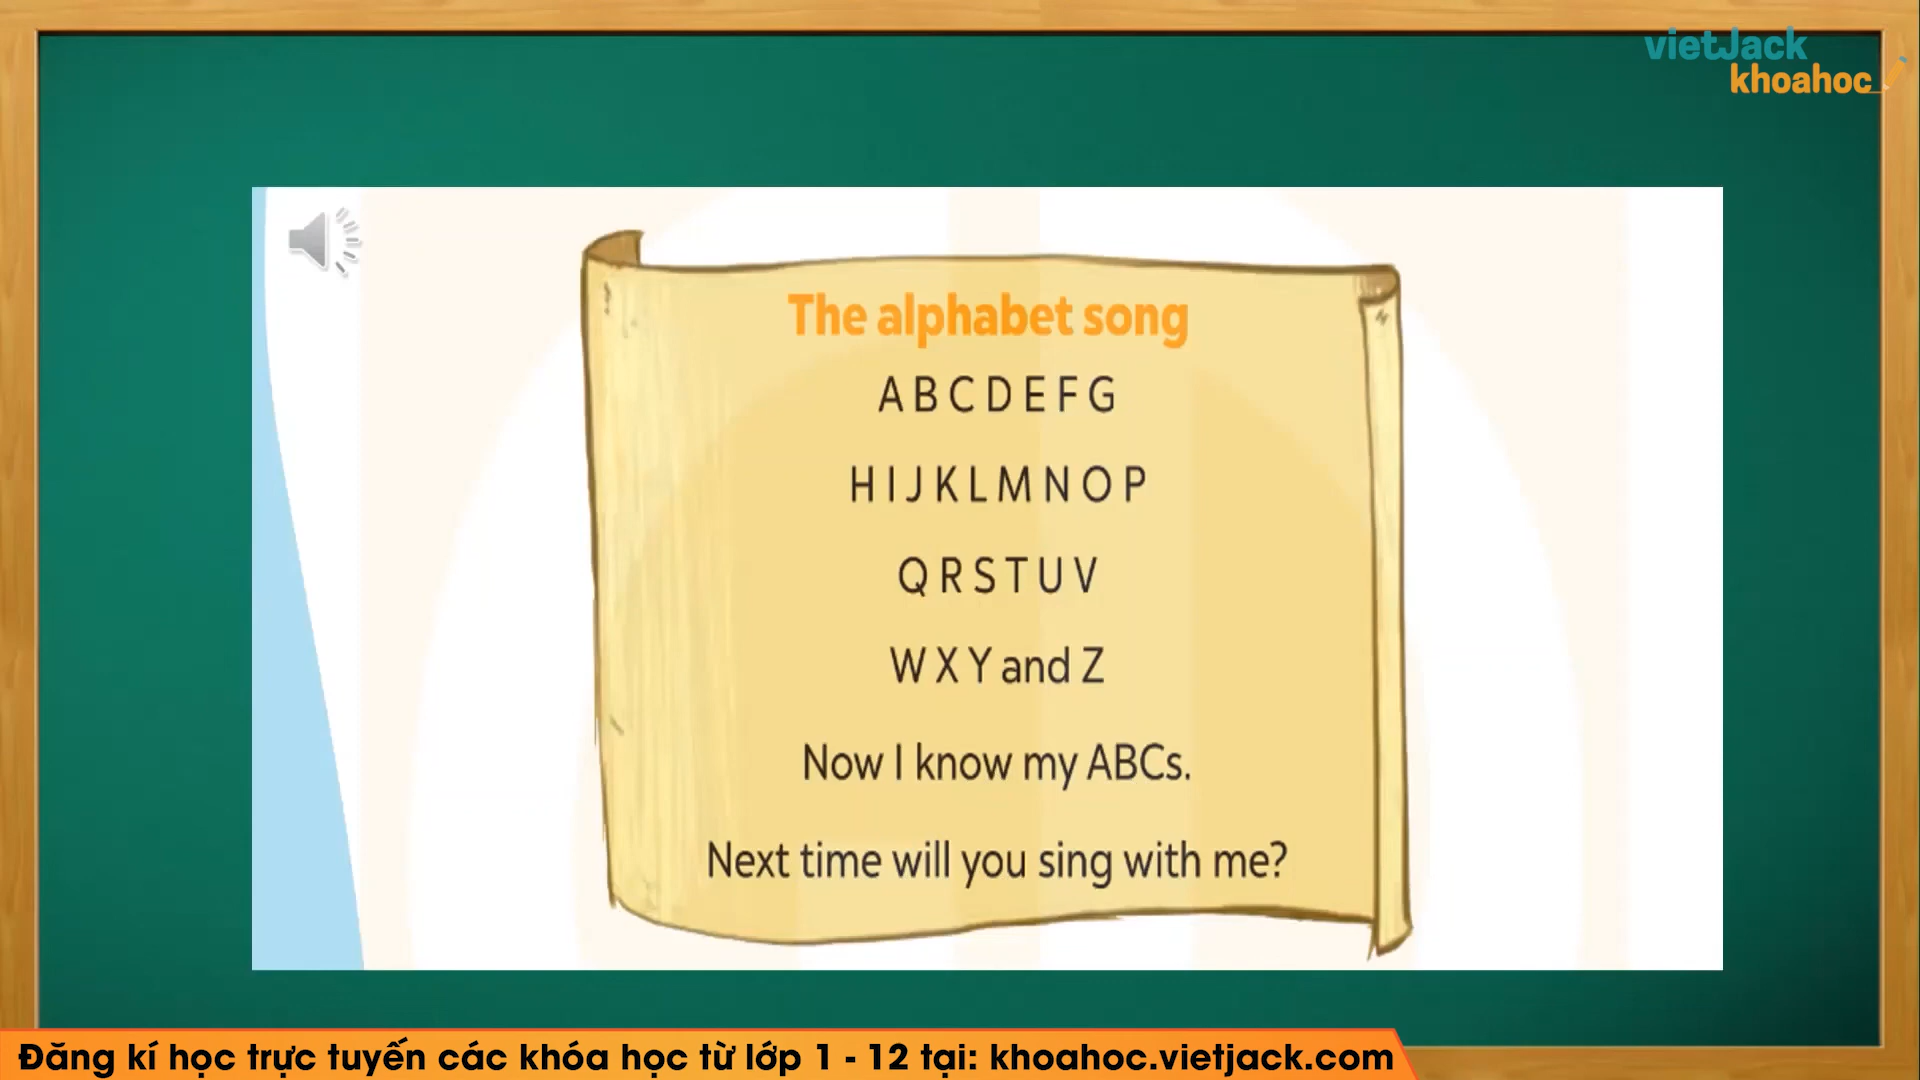 vietJack
khoahoc
The alphabet song
A B C D E F G
H I J K L M N O P
Q R S T U V
W X Y and Z
Now I know my ABCs.
Next time will you sing with me?
Đăng kí học trực tuyến các khóa học từ lớp 1 - 12 tại: khoahoc.vietjack.com